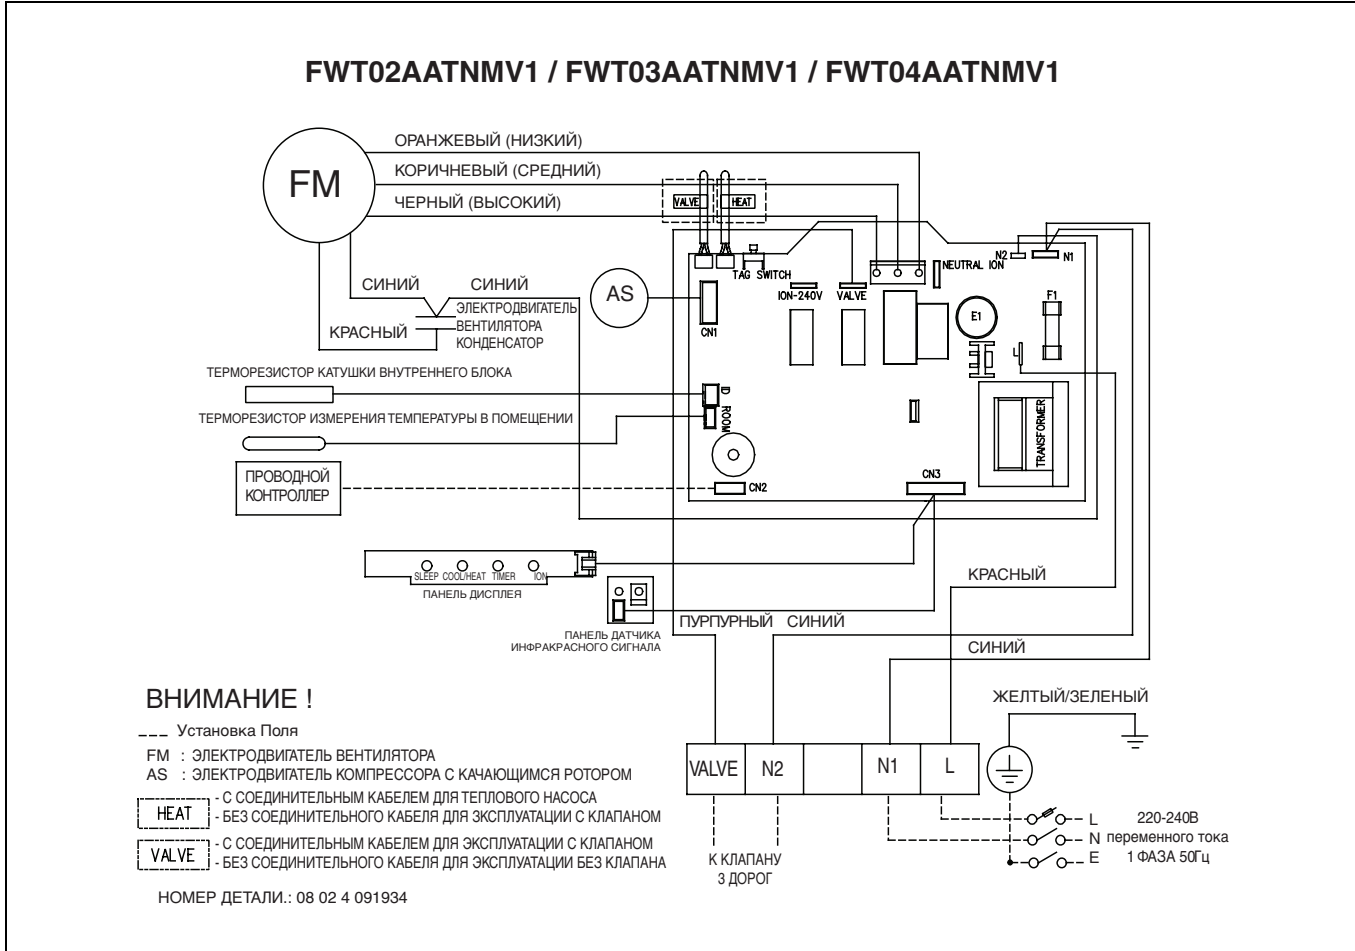 FWT02AATNMV1 / FWT03AATNMV1 / FWT04AATNMV1
FM
ОРАНЖЕВЫЙ (НИЗКИЙ)
КОРИЧНЕВЫЙ (СРЕДНИЙ)
ЧЕРНЫЙ (ВЫСОКИЙ)
VALVE
HEAT
СИНИЙ
СИНИЙ
КРАСНЫЙ
ЭЛЕКТРОДВИГАТЕЛЬ
ВЕНТИЛЯТОРА
КОНДЕНСАТОР
AS
TAG SWITCH
CN1
ION-240V
VALVE
NEUTRAL ION
N2
N1
E1
F1
L
ТЕРМОРЕЗИСТОР КАТУШКИ ВНУТРЕННЕГО БЛОКА
ТЕРМОРЕЗИСТОР ИЗМЕРЕНИЯ ТЕМПЕРАТУРЫ В ПОМЕЩЕНИИ
ID
ROOM
TRANSFORMER
ПРОВОДНОЙ
КОНТРОЛЛЕР
CN2
CN3
SLEEP COOL/HEAT TIMER ION
ПАНЕЛЬ ДИСПЛЕЯ
ПАНЕЛЬ ДАТЧИКА
ИНФРАКРАСНОГО СИГНАЛА
ПУРПУРНЫЙ
СИНИЙ
КРАСНЫЙ
СИНИЙ
ЖЕЛТЫЙ/ЗЕЛЕНЫЙ
VALVE
N2
N1
L
К КЛАПАНУ
3 ДОРОГ
L
N
E
220-240В
переменного тока
1 ФАЗА 50Гц
ВНИМАНИЕ !
--- Установка Поля
FM : ЭЛЕКТРОДВИГАТЕЛЬ ВЕНТИЛЯТОРА
AS : ЭЛЕКТРОДВИГАТЕЛЬ КОМПРЕССОРА С КАЧАЮЩИМСЯ РОТОРОМ
HEAT
- С СОЕДИНИТЕЛЬНЫМ КАБЕЛЕМ ДЛЯ ТЕПЛОВОГО НАСОСА
- БЕЗ СОЕДИНИТЕЛЬНОГО КАБЕЛЯ ДЛЯ ЭКСПЛУАТАЦИИ С КЛАПАНОМ
VALVE
- С СОЕДИНИТЕЛЬНЫМ КАБЕЛЕМ ДЛЯ ЭКСПЛУАТАЦИИ С КЛАПАНОМ
- БЕЗ СОЕДИНИТЕЛЬНОГО КАБЕЛЯ ДЛЯ ЭКСПЛУАТАЦИИ БЕЗ КЛАПАНА
НОМЕР ДЕТАЛИ.: 08 02 4 091934